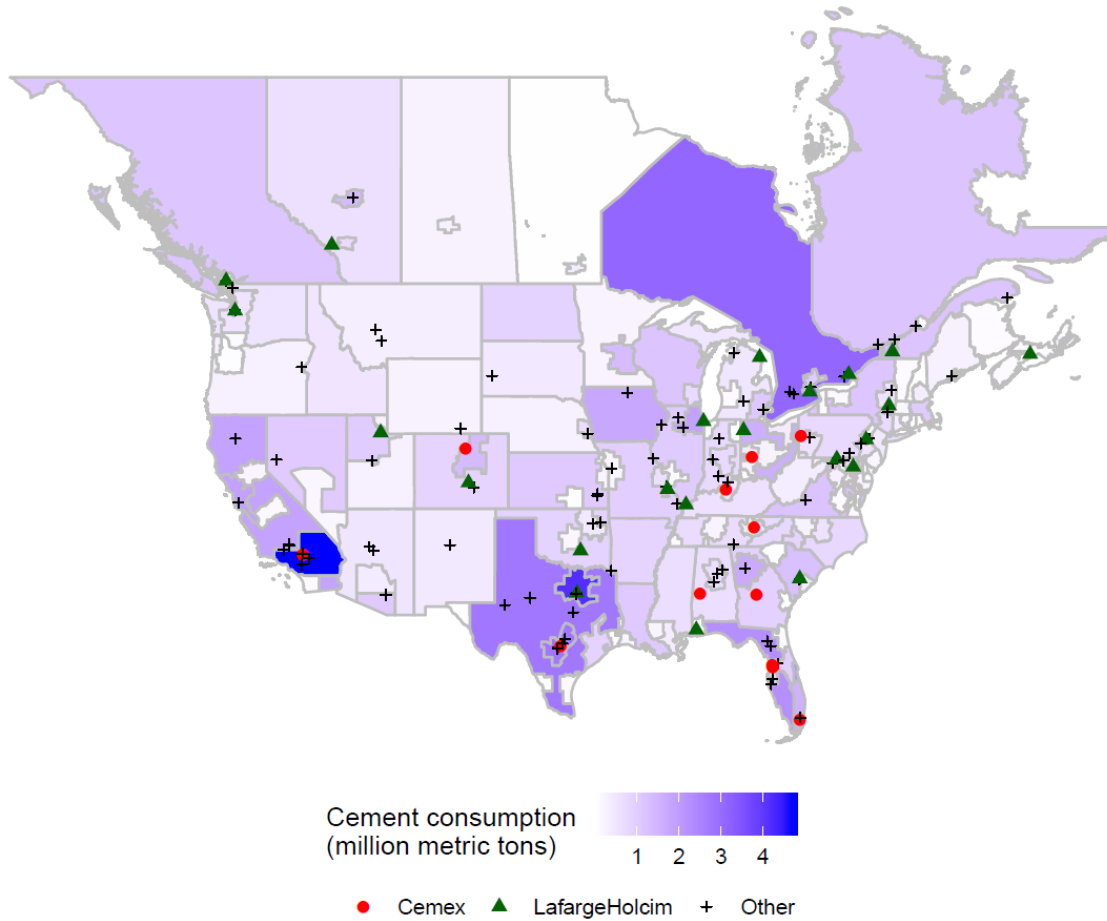 Cement consumption
(million metric tons)
1 2 3 4
Cemex LafargeHolcim Other